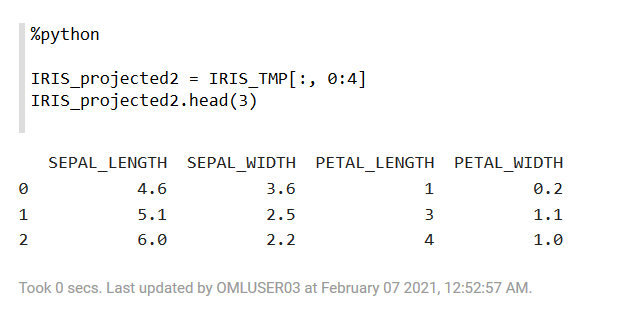 %python
IRIS_projected2 = IRIS_TMP[:, 0:4]
IRIS_projected2.head(3)
SEPAL_LENGTH SEPAL_WIDTH PETAL_LENGTH PETAL_WIDTH
0 4.6 3.6 1 0.2
1 5.1 2.5 3 1.1
2 6.0 2.2 4 1.0
Took 0 secs. Last updated by OMLUSER03 at February 07 2021, 12:52:57 AM.